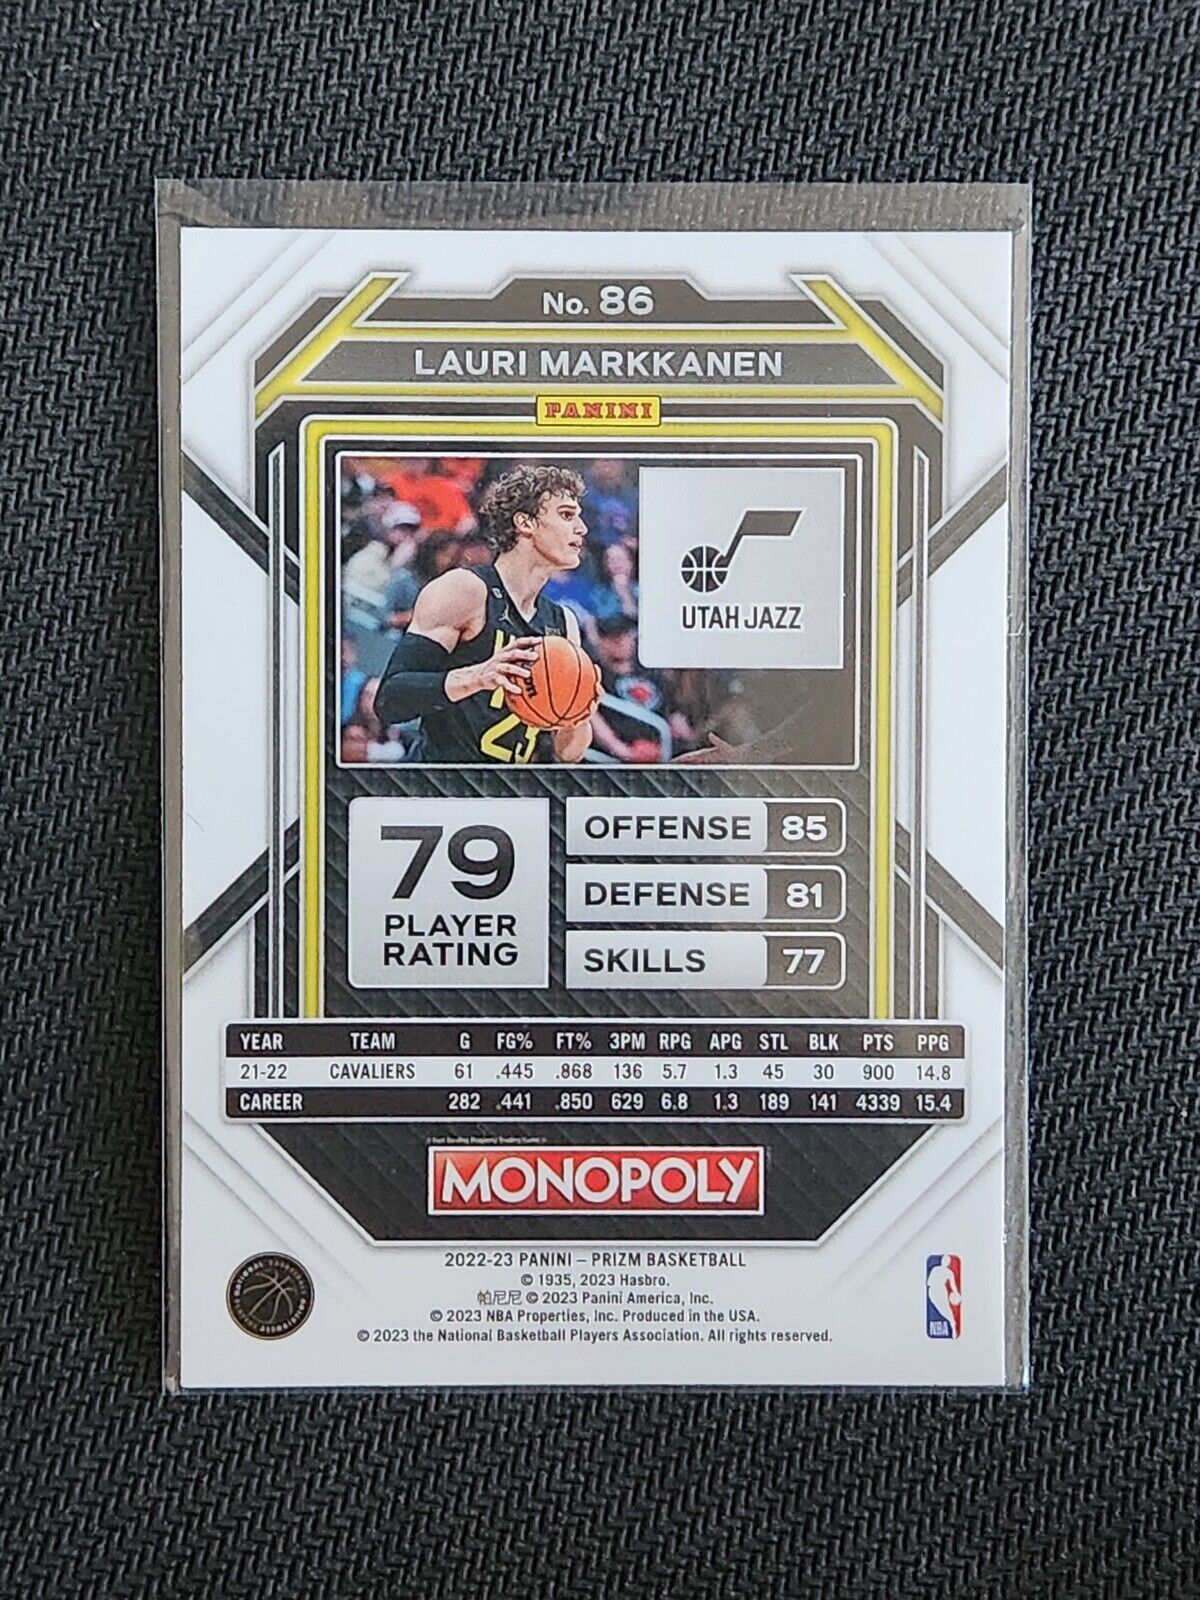 No. 86
LAURI MARKKANEN
PANINI
UTAH JAZZ
23
79
PLAYER
RATING
OFFENSE 85
DEFENSE 81
SKILLS 77
YEAR TEAM G FG% FT% 3PM RPG APG STL BLK PTS PPG
21-22 CAVALIERS 61 .445 .868 136 5.7 1.3 45 30 900 14.8
CAREER 282 .441 .850 629 6.8 1.3 189 141 4339 15.4
MONOPOLY
2022-23 PANINI – PRIZM BASKETBALL
© 1935, 2023 Hasbro.
帕尼尼 © 2023 Panini America, Inc.
© 2023 NBA Properties, Inc. Produced in the USA.
© 2023 the National Basketball Players Association. All rights reserved.
NATIONAL BASKETBALL
NBA